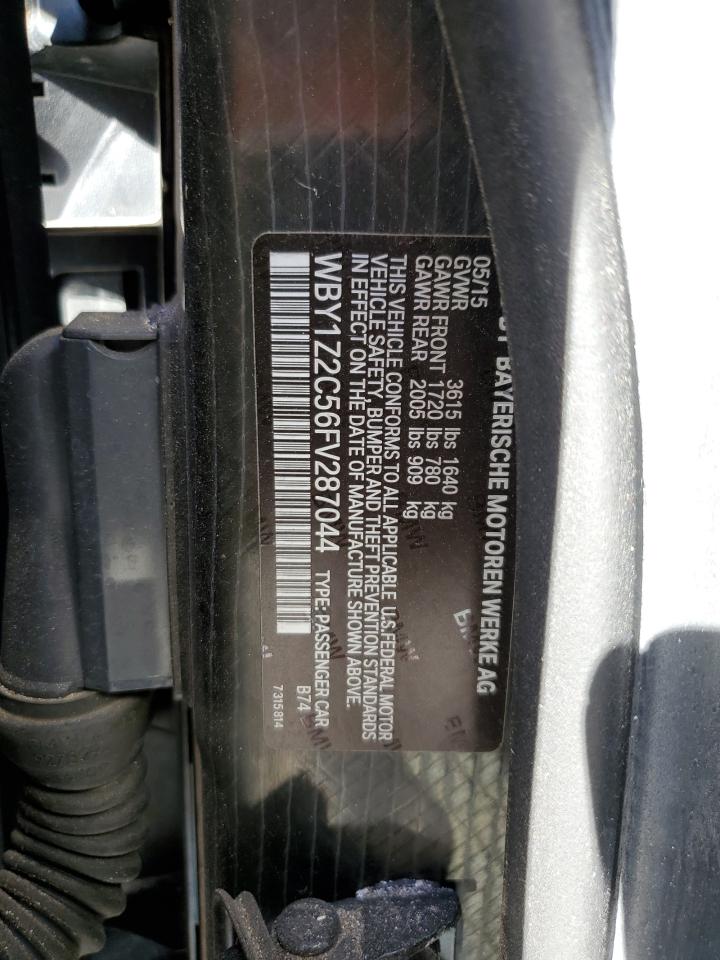 BY BAYERISCHE MOTOREN WERKE AG
05/15
GVWR 3615 lbs 1640 kg
GAWR FRONT 1720 lbs 780 kg
GAWR REAR 2005 lbs 909 kg
THIS VEHICLE CONFORMS TO ALL APPLICABLE U.S.FEDERAL MOTOR
VEHICLE SAFETY, BUMPER AND THEFT PREVENTION STANDARDS
IN EFFECT ON THE DATE OF MANUFACTURE SHOWN ABOVE.
WBY1Z2C56FV287044 TYPE: PASSENGER CAR
B74
7315814